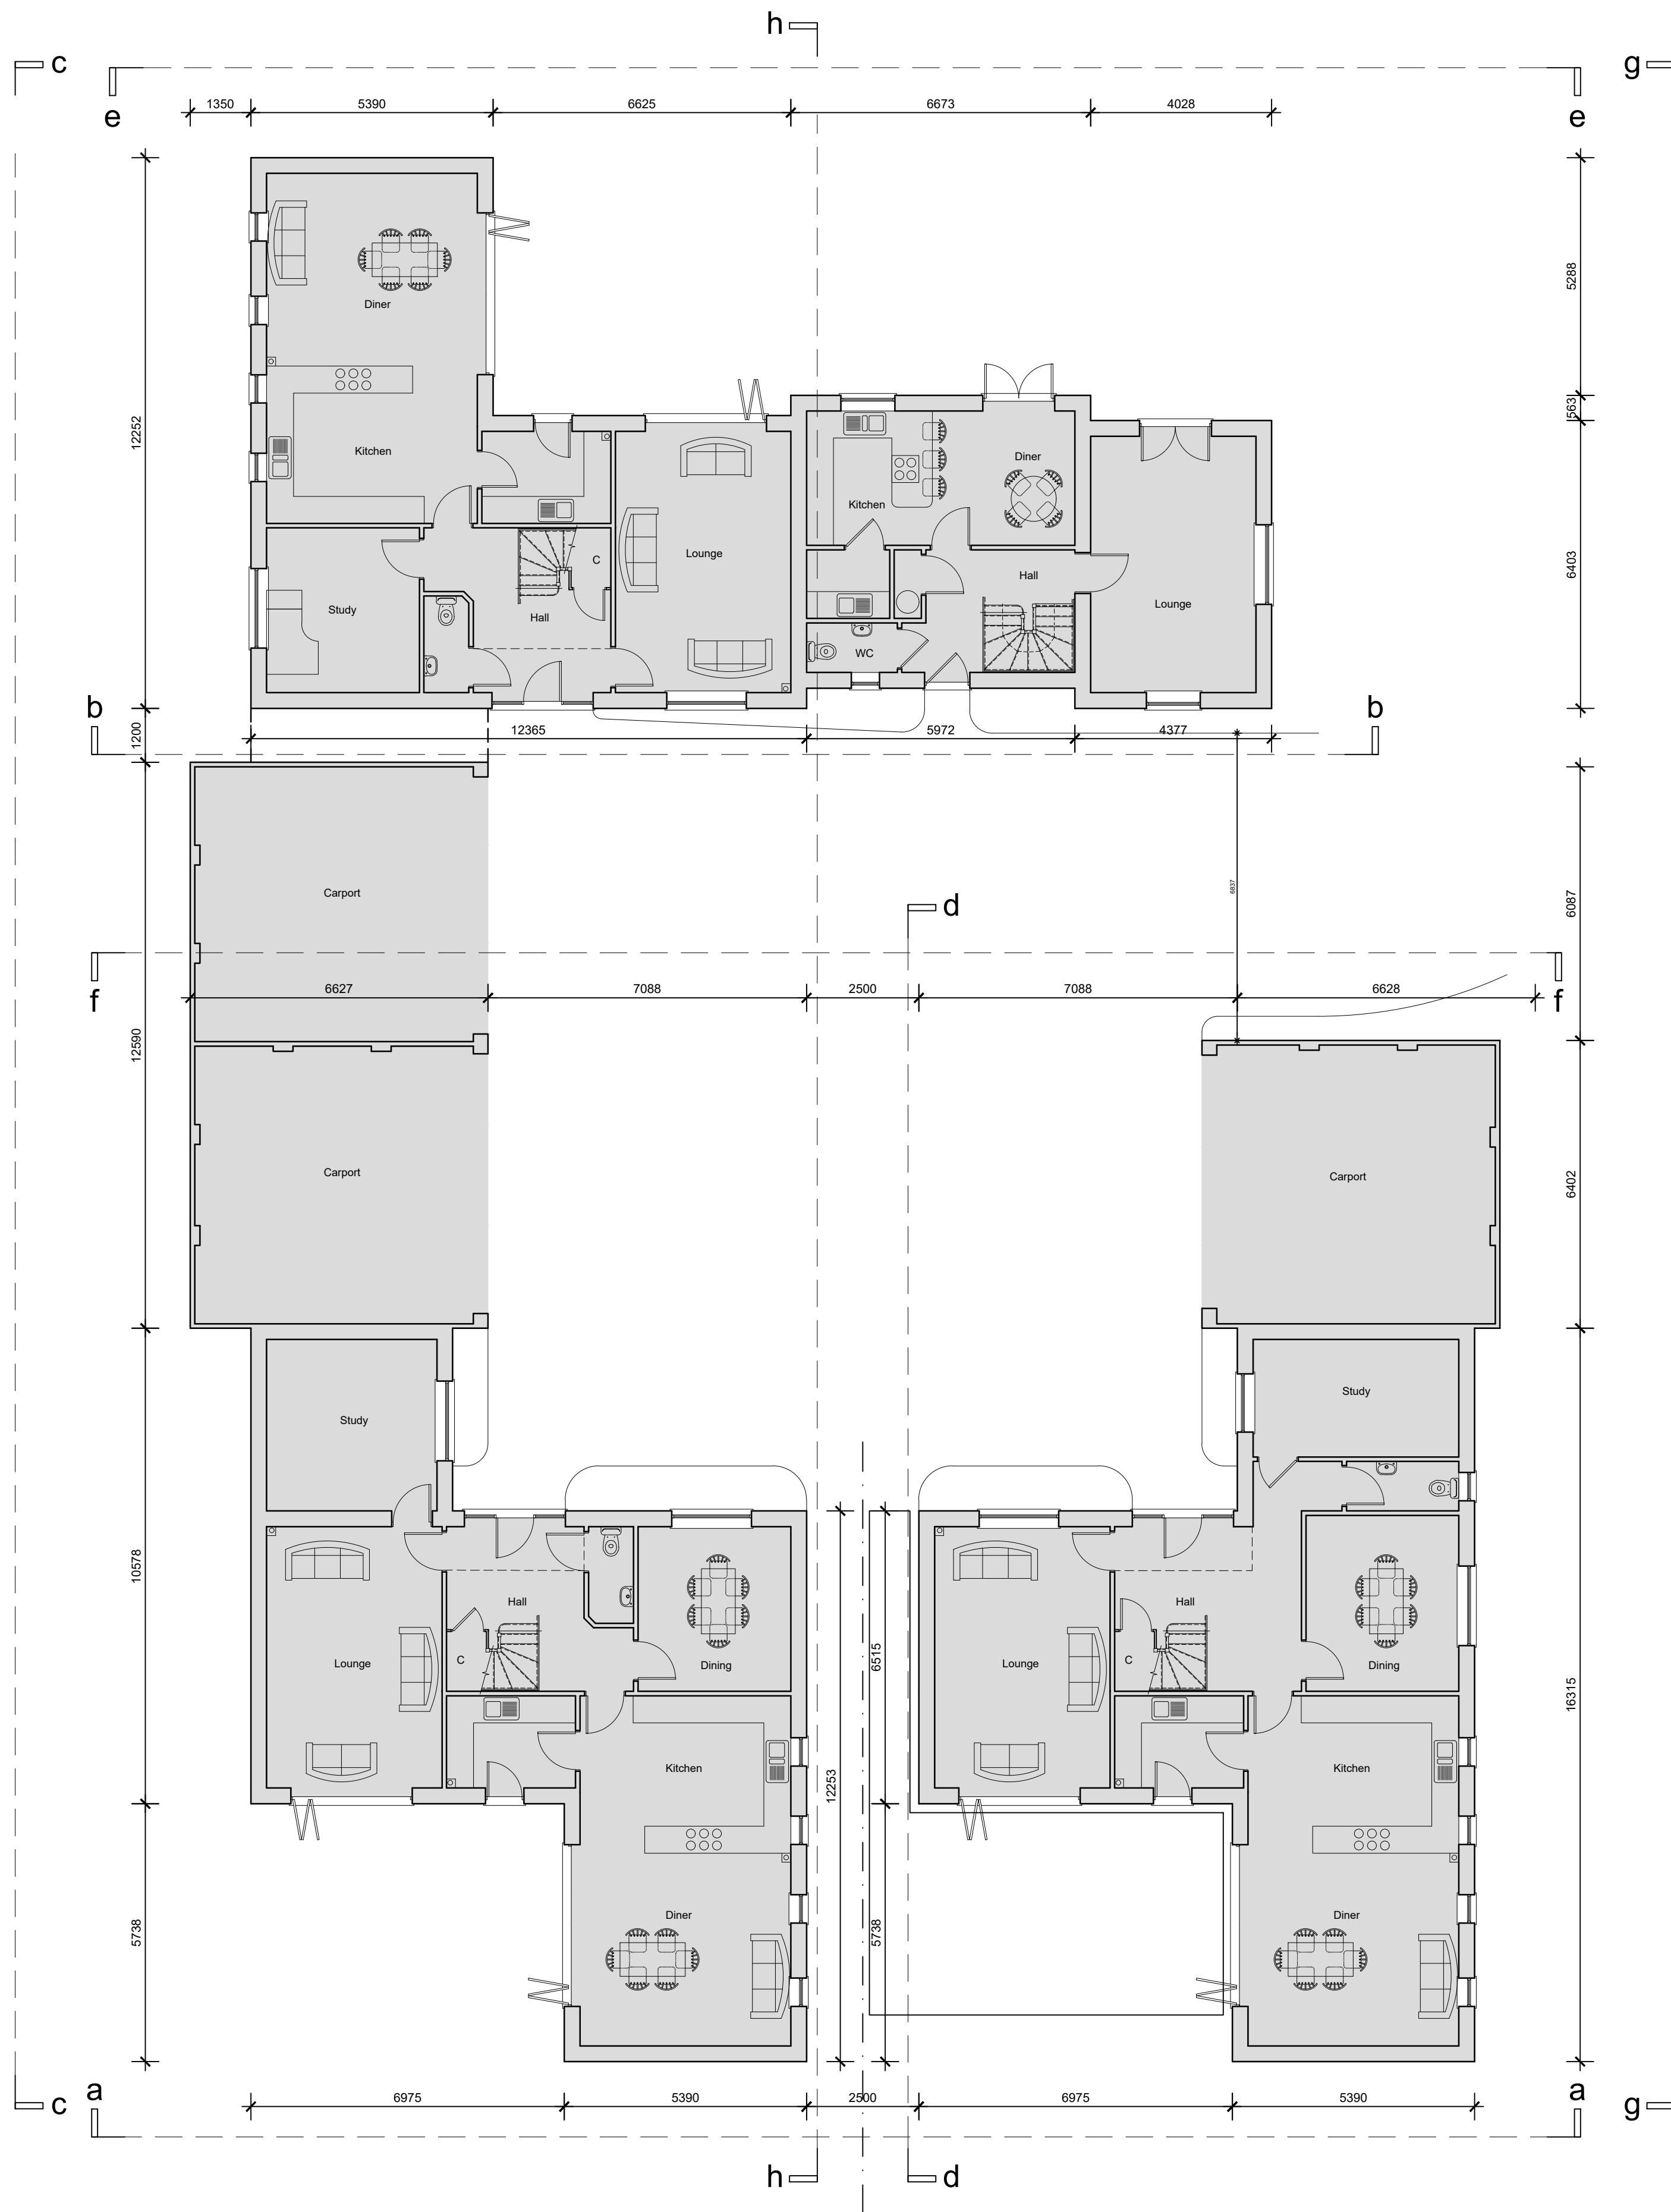 h
c
g
e
e
1350
5390
6625
6673
4028
5288
Diner
12252
563
Kitchen
Kitchen
Diner
Lounge
C
Hall
6403
Study
Hall
Lounge
WC
b
b
1200
12365
5972
4377
Carport
6837
6087
d
f
6627
7088
2500
7088
6628
f
12590
Carport
Carport
6402
Study
Study
10578
Hall
Hall
Lounge
C
Dining
6515
Lounge
C
Dining
16315
Kitchen
12253
Kitchen
5738
Diner
5738
Diner
c
a
6975
5390
2500
6975
5390
a
g
h
d